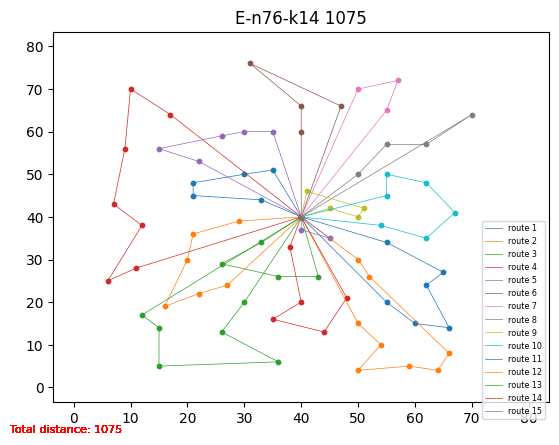 E-n76-k14 1075
80
70
60
50
40
30
20
10
0
0 10 20 30 40 50 60 70 80
route 1
route 2
route 3
route 4
route 5
route 6
route 7
route 8
route 9
route 10
route 11
route 12
route 13
route 14
route 15
Total distance: 1075